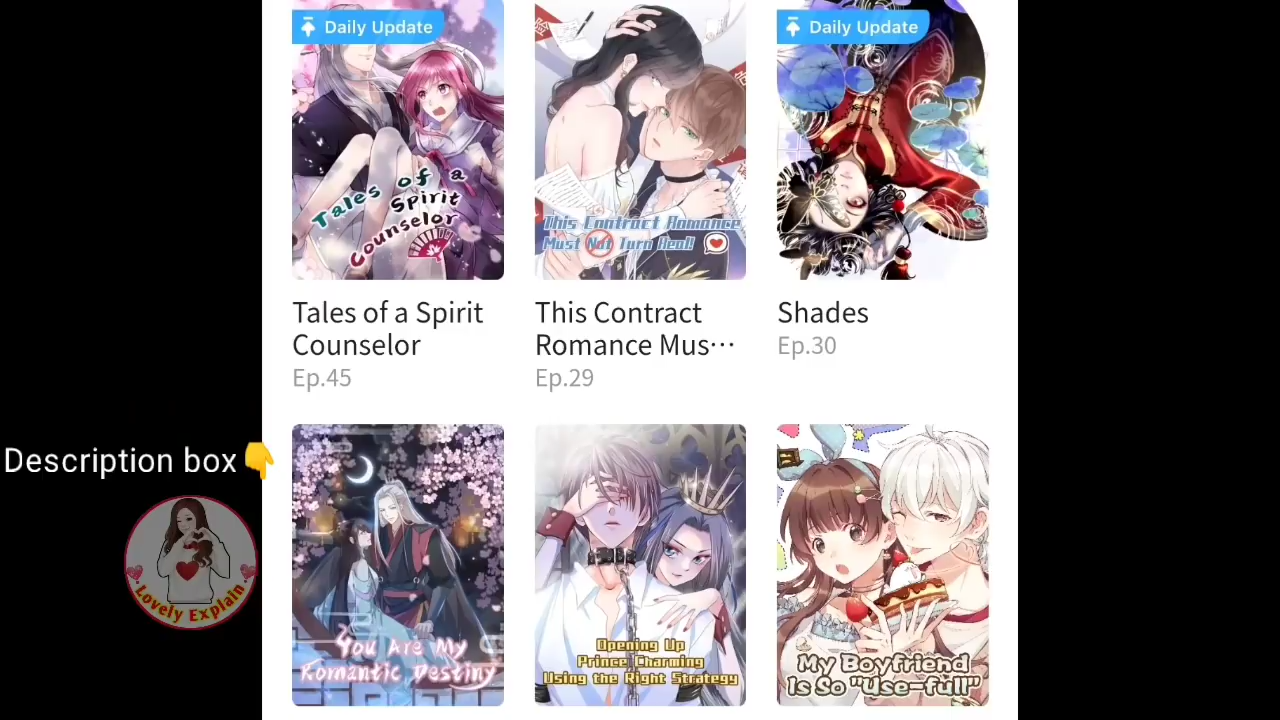 Daily Update
Daily Update
Tales of a
Spirit
Counselor
This Contract Romance
Must Not Turn Real!
Tales of a Spirit
Counselor
Ep.45
This Contract
Romance Mus…
Ep.29
Shades
Ep.30
Description box👇
Lovely Explain
You Are My
Romantic Destiny
Opening Up
Prince Charming
Using the Right Strategy
My Boyfriend
Is So "Use-full"